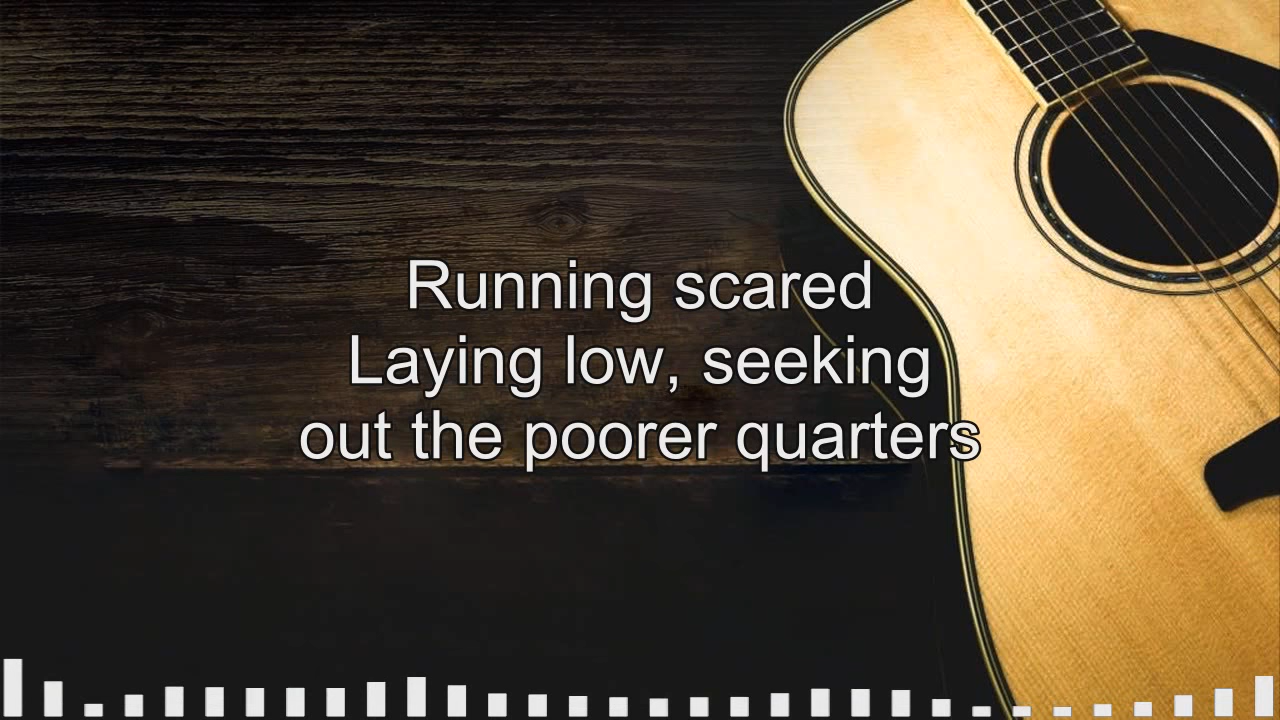 Running scared
Laying low, seeking
out the poorer quarters